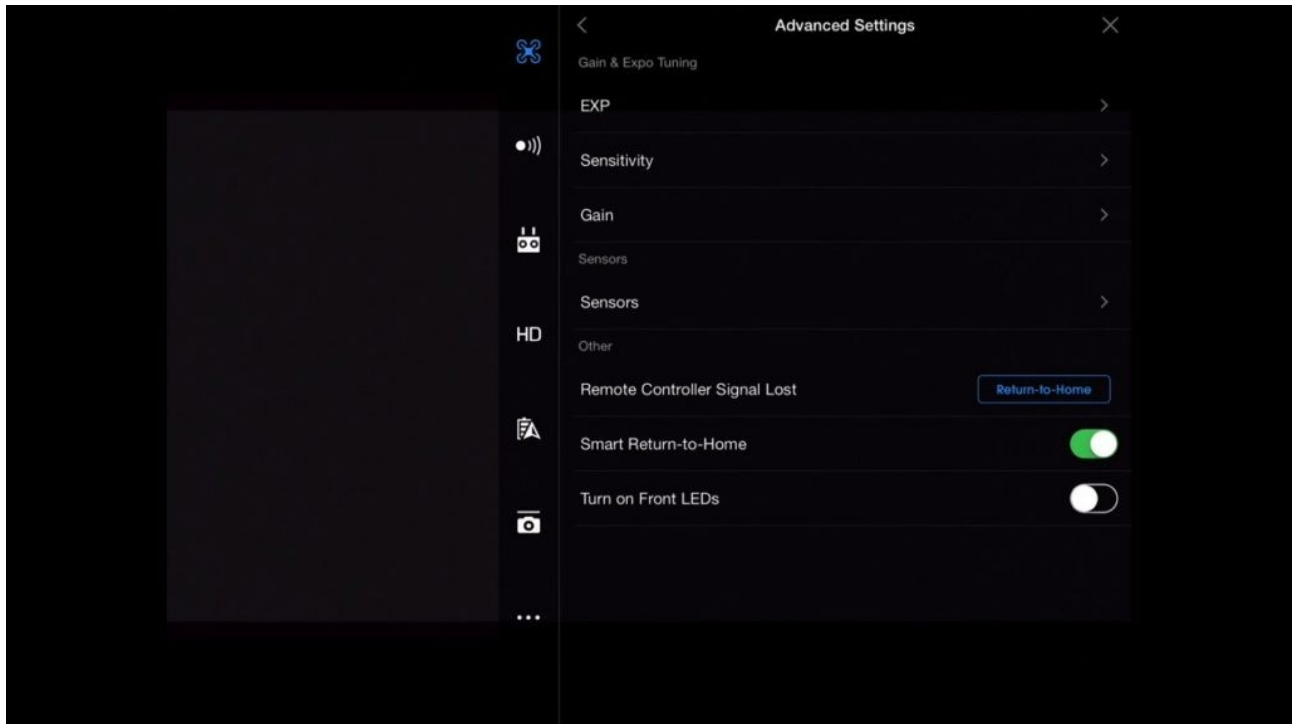 Advanced Settings
Gain & Expo Tuning
EXP
Sensitivity
Gain
Sensors
Sensors
HD
Other
Remote Controller Signal Lost
Return-to-Home
Smart Return-to-Home
Turn on Front LEDs